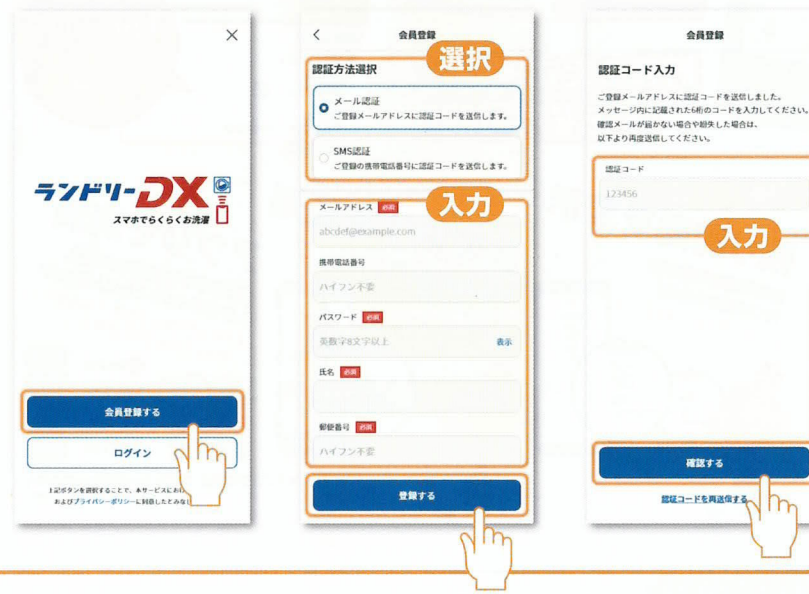 ランドリーDX
スマホでらくらくお洗濯
会員登録する
ログイン
上記ボタンを選択することで、本サービスにお
およびプライバシーポリシーに同意したとみな
会員登録
選択
認証方法選択
メール認証
ご登録メールアドレスに認証コードを送信します。
SMS認証
ご登録の携帯電話番号に認証コードを送信します。
入力
メールアドレス 必須
abcdef@example.com
携帯電話番号
ハイフン不要
パスワード 必須
英数字8文字以上 表示
氏名 必須
郵便番号 必須
ハイフン不要
登録する
会員登録
認証コード入力
ご登録メールアドレスに認証コードを送信しました。
メッセージ内に記載された6桁のコードを入力してください。
確認メールが届かない場合や紛失した場合は、
以下より再度送信してください。
認証コード
123456
入力
確認する
認証コードを再送信する